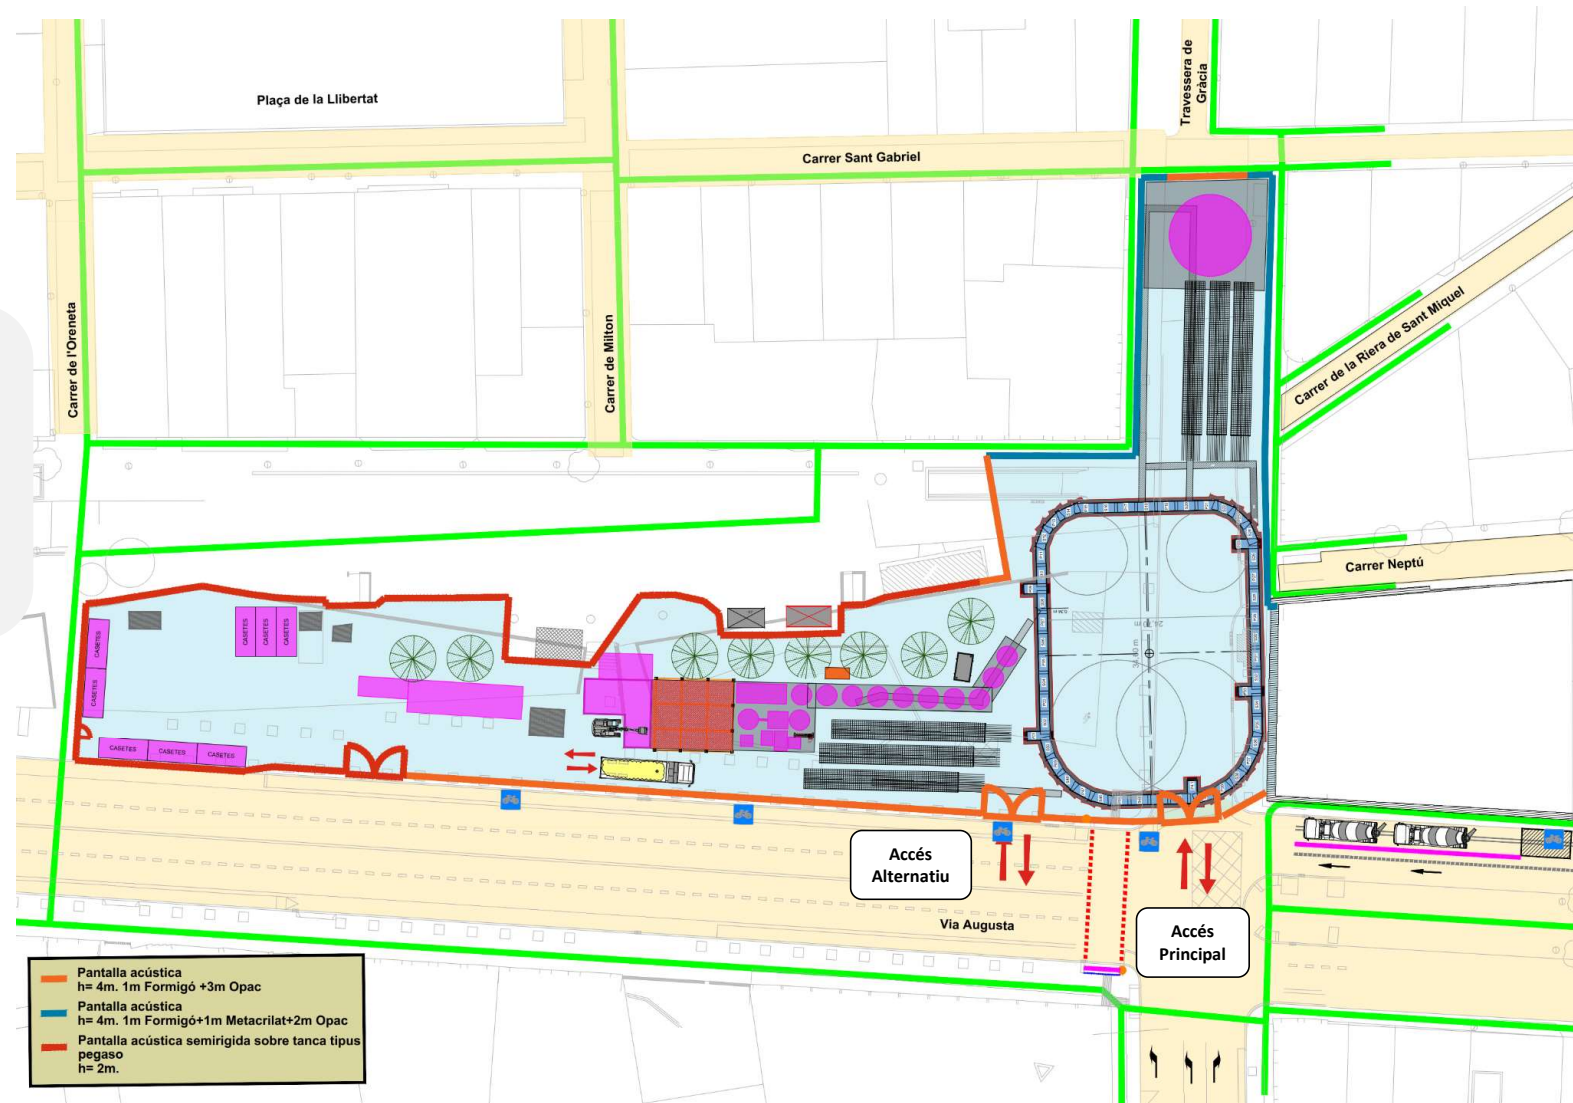 Plaça de la Llibertat
Travessera de
Gràcia
Carrer Sant Gabriel
Carrer de l'Oreneta
Carrer de Milton
Carrer de la Riera de Sant Miquel
Carrer Neptú
CASETES
CASETES
CASETES
CASETES
CASETES
CASETES
CASETES
CASETES
Accés
Alternatiu
Via Augusta
Accés
Principal
Pantalla acústica
h= 4m. 1m Formigó +3m Opac
Pantalla acústica
h= 4m. 1m Formigó+1m Metacrilat+2m Opac
Pantalla acústica semirigida sobre tanca tipus
pegaso
h= 2m.